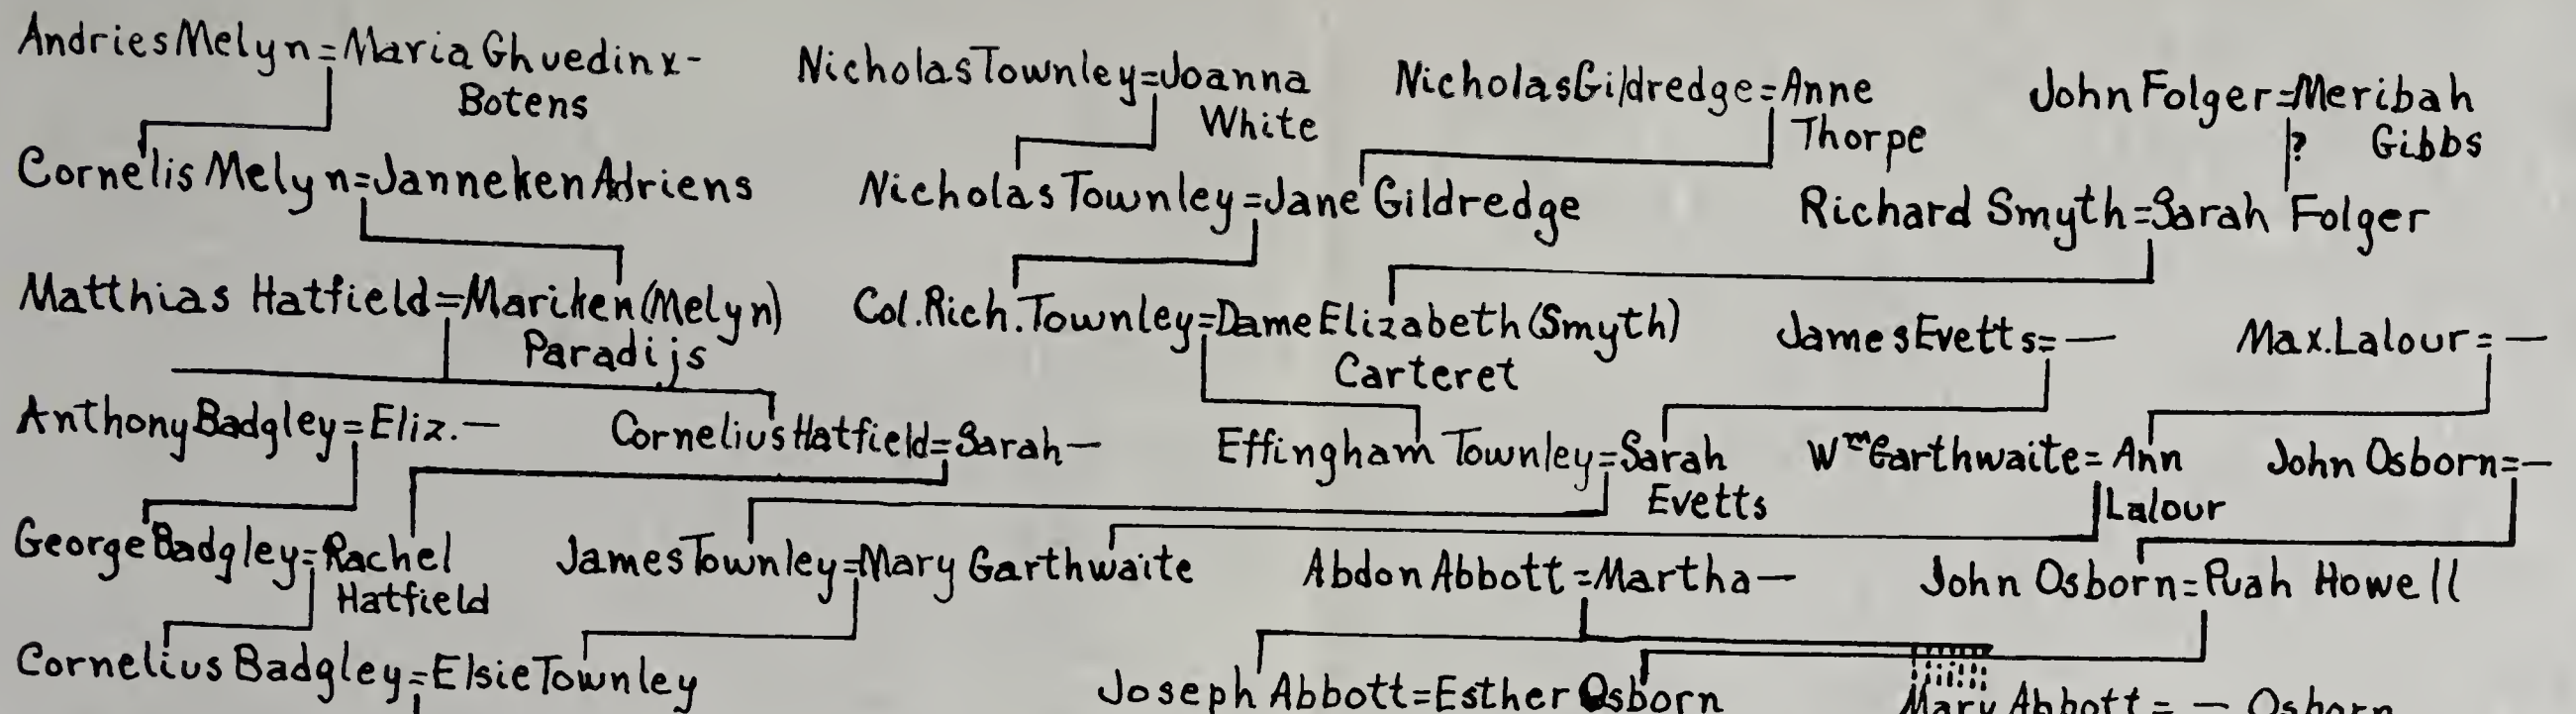 Andries Melyn=Maria Ghuedinx-
Botens
Nicholas Townley=Joanna
White
Nicholas Gildredge=Anne
Thorpe
John Folger=Meribah
? Gibbs
Cornelis Melyn=Janneken Adriens
Nicholas Townley=Jane Gildredge
Richard Smyth=Sarah Folger
Matthias Hatfield=Mariken (Melyn)
Paradijs
Col. Rich. Townley=Dame Elizabeth (Smyth)
Carteret
James Evetts=—
Max. Lalour=—
Anthony Badgley=Eliz.—
Cornelius Hatfield=Sarah—
Effingham Townley=Sarah
Evetts
Wm Garthwaite=Ann
Lalour
John Osborn=—
George Badgley=Rachel
Hatfield
James Townley=Mary Garthwaite
Abdon Abbott=Martha—
John Osborn=Puah Howell
Cornelius Badgley=Elsie Townley
Joseph Abbott=Esther Osborn
Mary Abbott=— Osborn